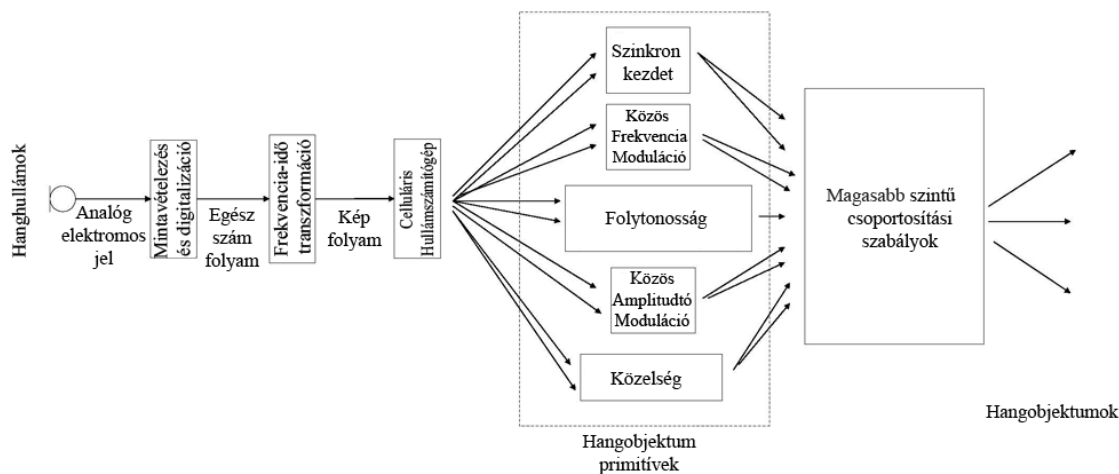 Hanghullámok
Analóg
elektromos
jel
Mintavételezés
és digitalizáció
Egész
szám
folyam
Frekvencia-idő
transzformáció
Kép
folyam
Celluláris
Hullámszámítógép
Szinkron
kezdet
Közös
Frekvencia
Moduláció
Folytonosság
Közös
Amplitudtó
Moduláció
Közelség
Hangobjektum
primitívek
Magasabb szintű
csoportosítási
szabályok
Hangobjektumok